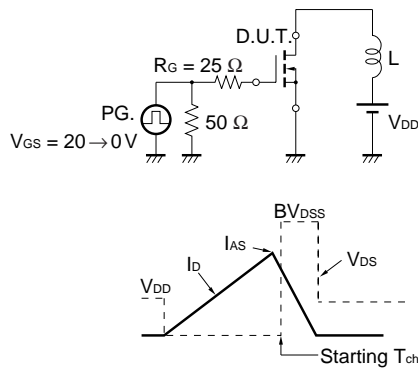 D.U.T.
RG = 25 Ω
L
PG.
50 Ω
VDD
VGS = 20 → 0 V
BVDSS
IAS
ID
VDS
VDD
Starting Tch